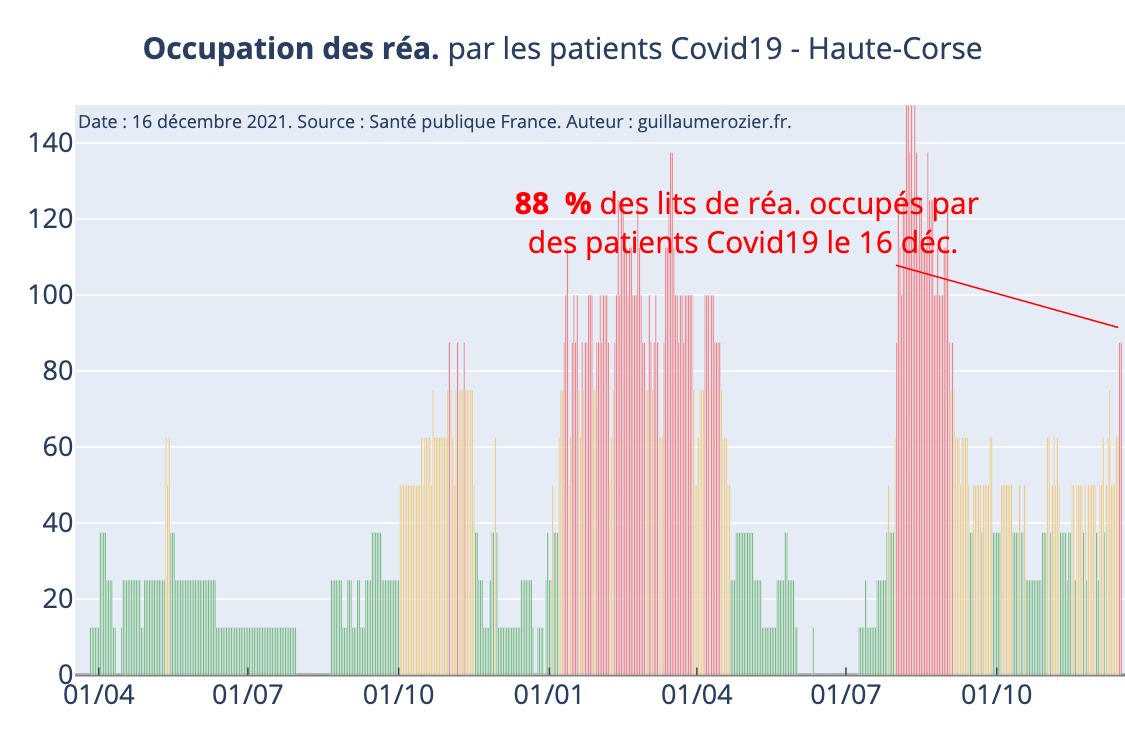 Occupation des réa. par les patients Covid19 - Haute-Corse
Date : 16 décembre 2021. Source : Santé publique France. Auteur : guillaumerozier.fr.
140
120
100
80
60
40
20
0
88 % des lits de réa. occupés par
des patients Covid19 le 16 déc.
01/04 01/07 01/10 01/01 01/04 01/07 01/10